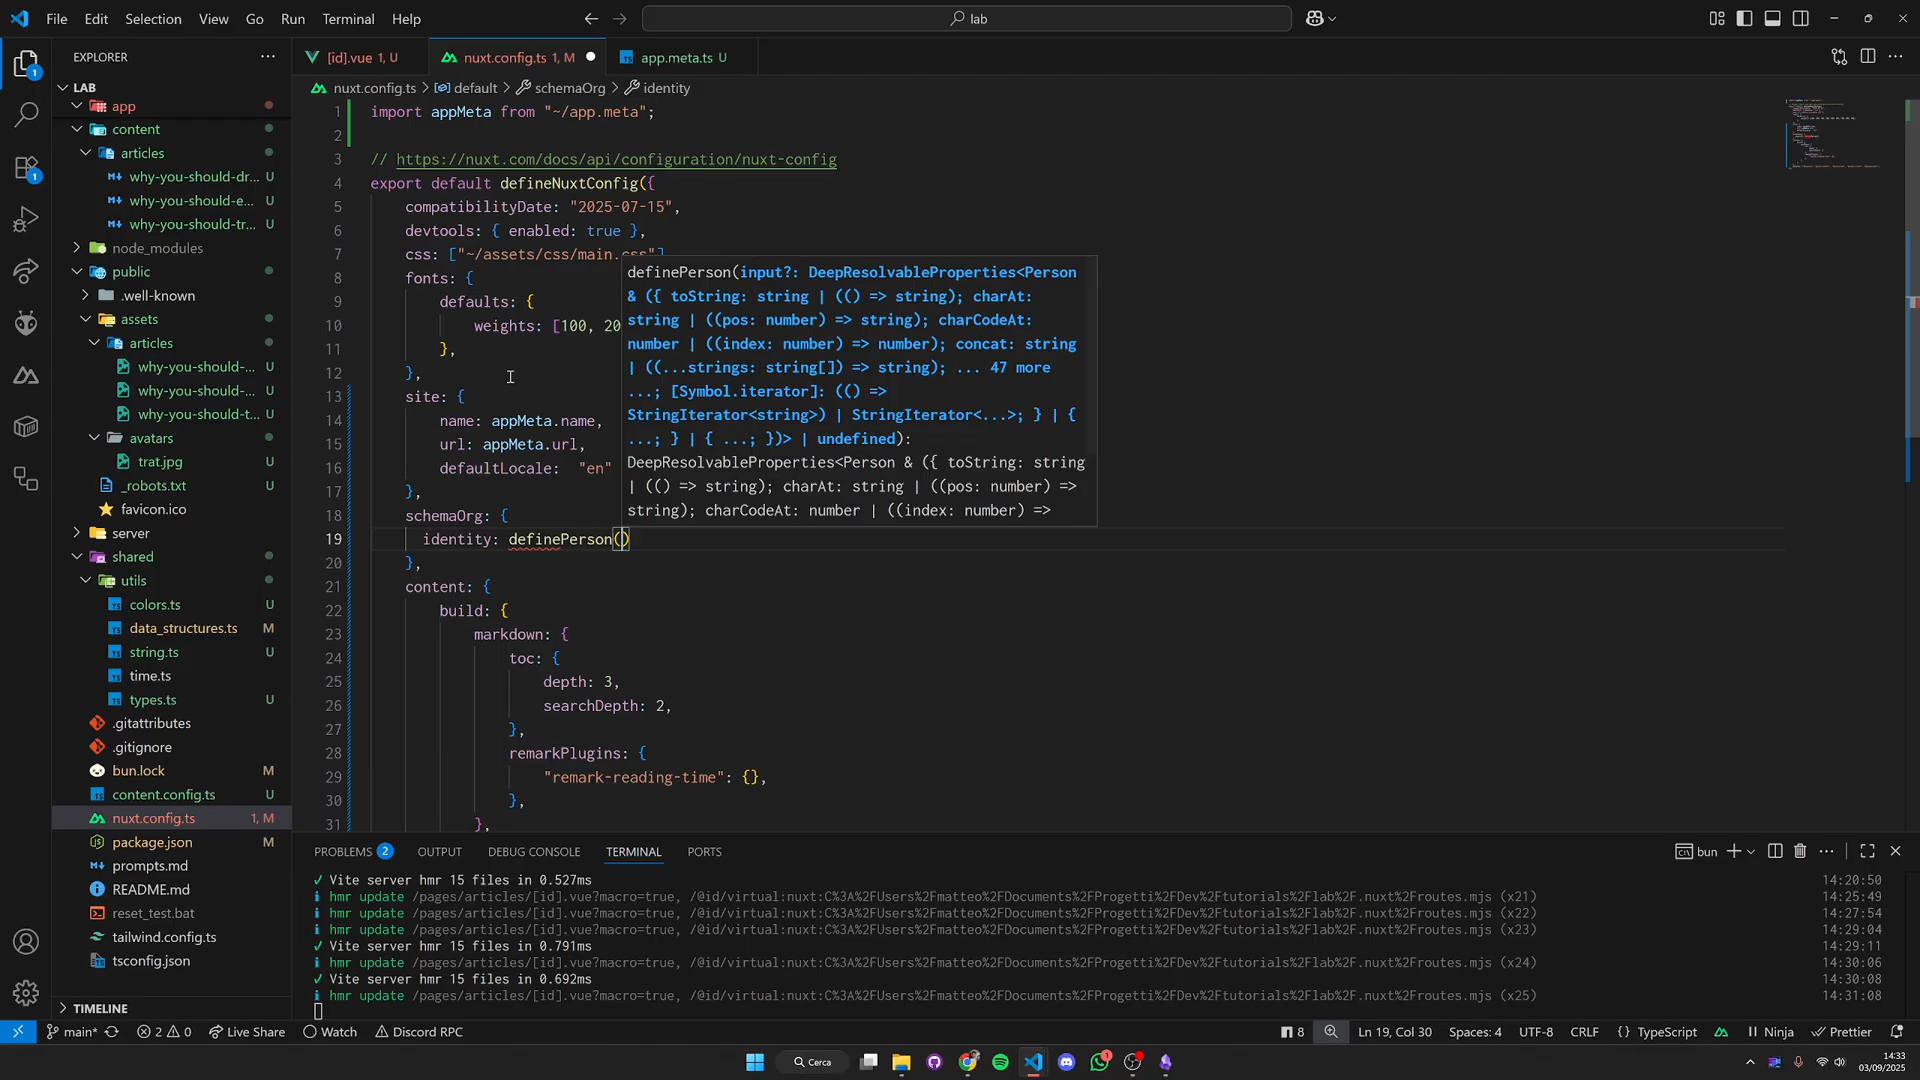 File Edit Selection View Go Run Terminal Help
lab
EXPLORER
LAB
app
content
articles
why-you-should-dr...
U
why-you-should-e...
U
why-you-should-tr...
U
node_modules
public
.well-known
assets
articles
why-you-should-...
U
why-you-should-...
U
why-you-should-t...
U
avatars
trat.jpg
U
_robots.txt
U
favicon.ico
server
shared
utils
colors.ts
U
data_structures.ts
M
string.ts
U
time.ts
types.ts
U
.gitattributes
.gitignore
bun.lock
M
content.config.ts
U
nuxt.config.ts
1, M
package.json
M
prompts.md
README.md
reset_test.bat
tailwind.config.ts
tsconfig.json
TIMELINE
[id].vue 1, U
nuxt.config.ts 1, M
app.meta.ts U
nuxt.config.ts > default > schemaOrg > identity
1 import appMeta from "~/app.meta";
2
3 // https://nuxt.com/docs/api/configuration/nuxt-config
4 export default defineNuxtConfig({
5 compatibilityDate: "2025-07-15",
6 devtools: { enabled: true },
7 css: ["~/assets/css/main.css"]
8 fonts: {
9 defaults: {
10 weights: [100, 20
11 },
12 },
13 site: {
14 name: appMeta.name,
15 url: appMeta.url,
16 defaultLocale: "en"
17 },
18 schemaOrg: {
19 identity: definePerson()
20 },
21 content: {
22 build: {
23 markdown: {
24 toc: {
25 depth: 3,
26 searchDepth: 2,
27 },
28 remarkPlugins: {
29 "remark-reading-time": {},
30 },
31 },
definePerson(input?: DeepResolvableProperties<Person
& ({ toString: string | (() => string); charAt:
string | ((pos: number) => string); charCodeAt:
number | ((index: number) => number); concat: string
| ((...strings: string[]) => string); ... 47 more
...; [Symbol.iterator]: (() =>
StringIterator<string>) | StringIterator<...>; } | {
...; } | { ...; })> | undefined):
DeepResolvableProperties<Person & ({ toString: string
| (() => string); charAt: string | ((pos: number) =>
string); charCodeAt: number | ((index: number) =>
PROBLEMS 2 OUTPUT DEBUG CONSOLE TERMINAL PORTS
bun
✓ Vite server hmr 15 files in 0.527ms 14:20:50
ℹ hmr update /pages/articles/[id].vue?macro=true, /@id/virtual:nuxt:C%3A%2FUsers%2Fmatteo%2FDocuments%2FProgetti%2FDev%2Ftutorials%2Flab%2F.nuxt%2Froutes.mjs (x21) 14:25:49
ℹ hmr update /pages/articles/[id].vue?macro=true, /@id/virtual:nuxt:C%3A%2FUsers%2Fmatteo%2FDocuments%2FProgetti%2FDev%2Ftutorials%2Flab%2F.nuxt%2Froutes.mjs (x22) 14:27:54
ℹ hmr update /pages/articles/[id].vue?macro=true, /@id/virtual:nuxt:C%3A%2FUsers%2Fmatteo%2FDocuments%2FProgetti%2FDev%2Ftutorials%2Flab%2F.nuxt%2Froutes.mjs (x23) 14:29:04
✓ Vite server hmr 15 files in 0.791ms 14:29:11
ℹ hmr update /pages/articles/[id].vue?macro=true, /@id/virtual:nuxt:C%3A%2FUsers%2Fmatteo%2FDocuments%2FProgetti%2FDev%2Ftutorials%2Flab%2F.nuxt%2Froutes.mjs (x24) 14:30:06
✓ Vite server hmr 15 files in 0.692ms 14:30:08
ℹ hmr update /pages/articles/[id].vue?macro=true, /@id/virtual:nuxt:C%3A%2FUsers%2Fmatteo%2FDocuments%2FProgetti%2FDev%2Ftutorials%2Flab%2F.nuxt%2Froutes.mjs (x25) 14:31:08
main* 2 0 Live Share Watch Discord RPC 8 Ln 19, Col 30 Spaces: 4 UTF-8 CRLF {} TypeScript Ninja Prettier
Cerca
14:33
03/09/2025